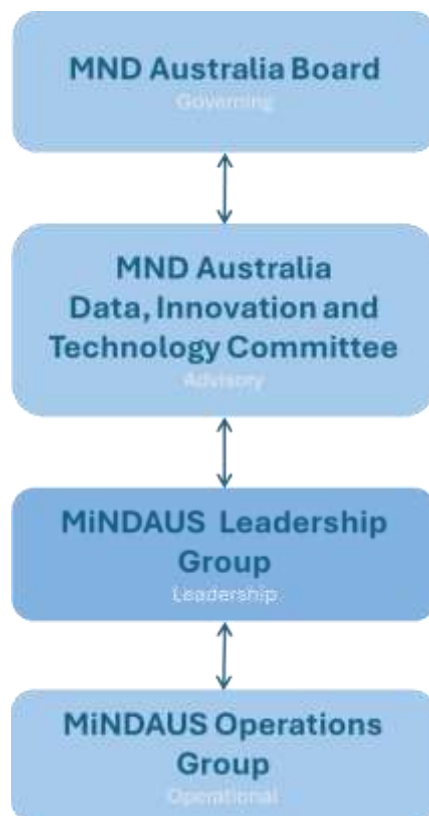 MND Australia Board
Governing
MND Australia
Data, Innovation and
Technology Committee
Advisory
MiNDAUS Leadership
Group
Leadership
MiNDAUS Operations
Group
Operational